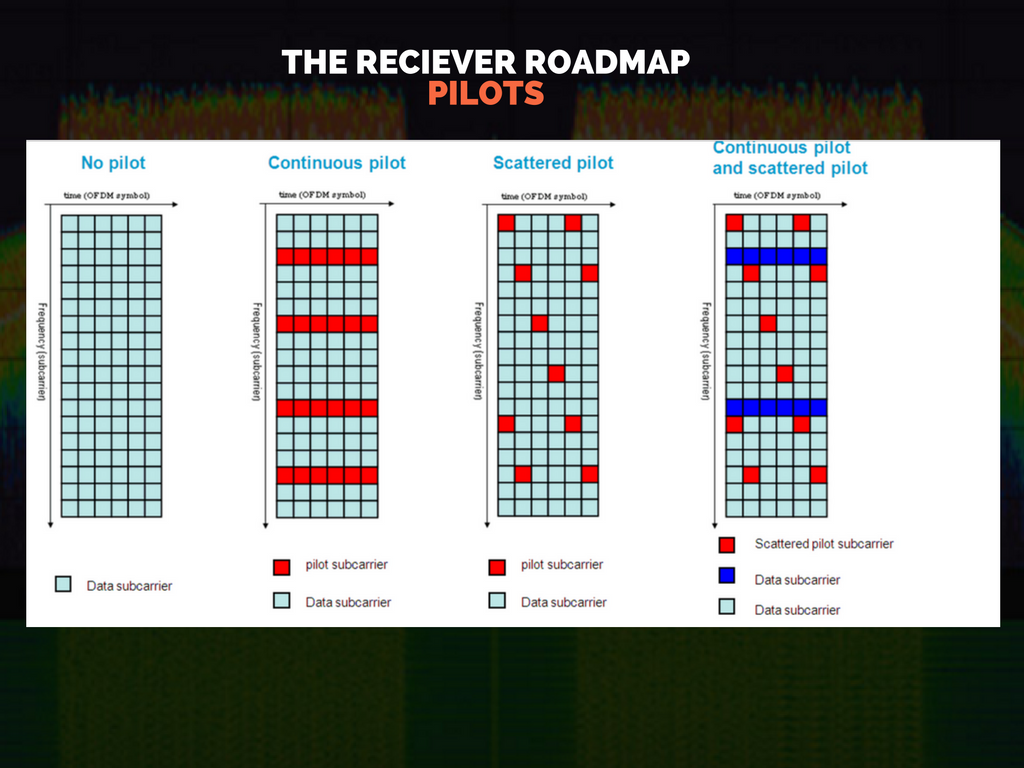 THE RECIEVER ROADMAP
PILOTS
No pilot
Continuous pilot
Scattered pilot
Continuous pilot
and scattered pilot
time (OFDM symbol)
time (OFDM symbol)
time (OFDM symbol)
time (OFDM symbol)
Frequency (subcarrier)
Frequency (subcarrier)
Frequency (subcarrier)
Frequency (subcarrier)
Data subcarrier
pilot subcarrier
Data subcarrier
pilot subcarrier
Data subcarrier
Scattered pilot subcarrier
Data subcarrier
Data subcarrier